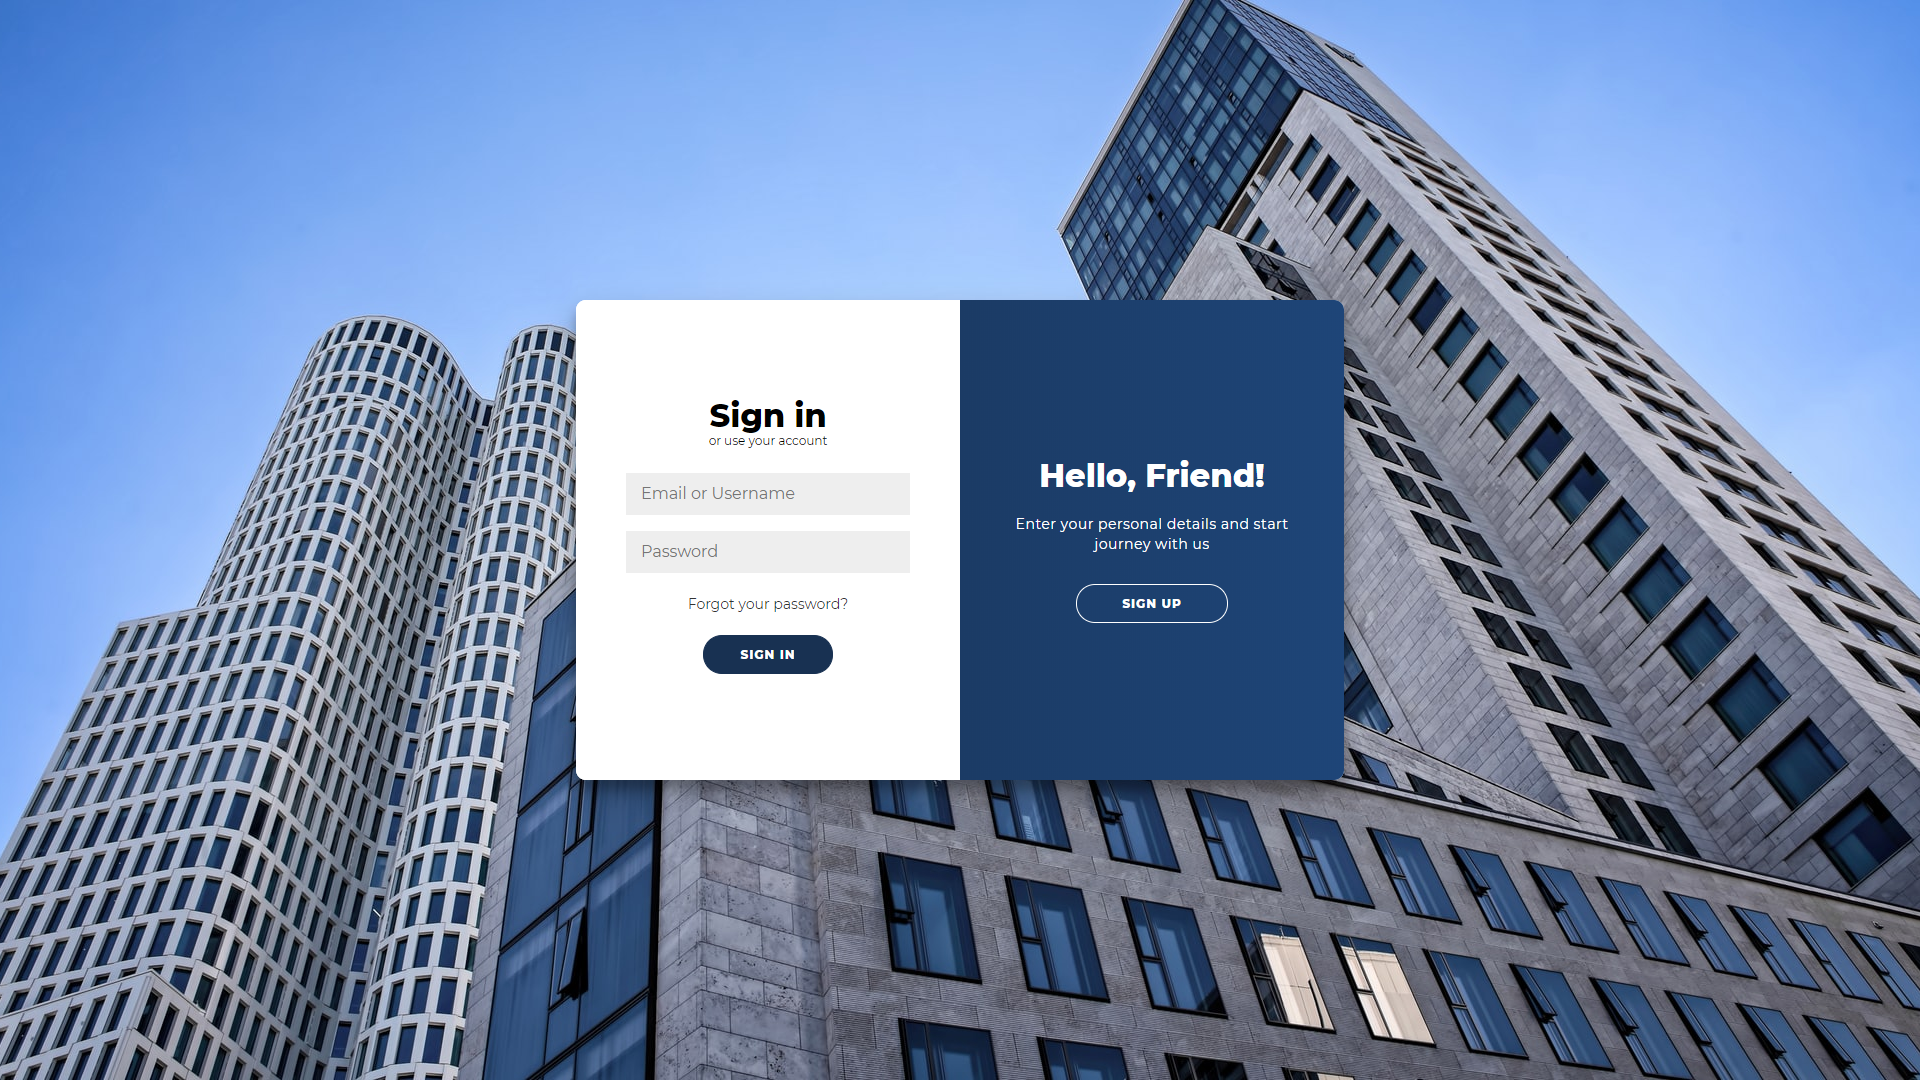 Sign in
or use your account
Email or Username
Password
Forgot your password?
SIGN IN
Hello, Friend!
Enter your personal details and start
journey with us
SIGN UP